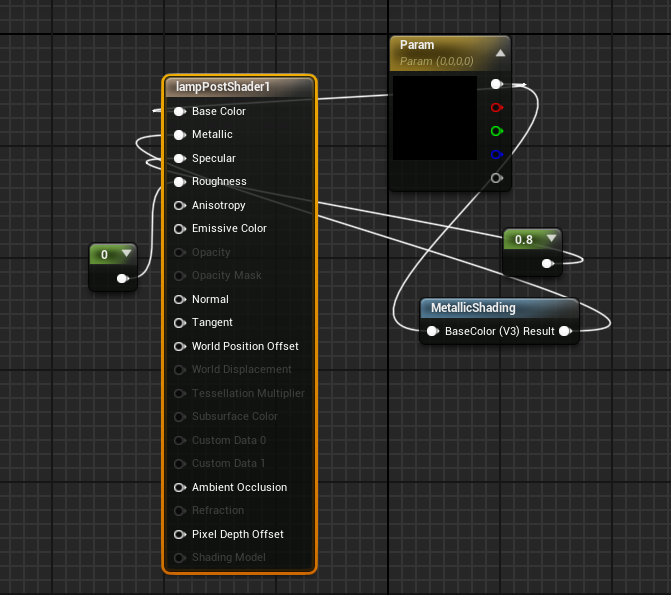 Param
Param (0,0,0,0)
lampPostShader1
Base Color
Metallic
Specular
Roughness
Anisotropy
Emissive Color
Opacity
Opacity Mask
Normal
Tangent
World Position Offset
World Displacement
Tessellation Multiplier
Subsurface Color
Custom Data 0
Custom Data 1
Ambient Occlusion
Refraction
Pixel Depth Offset
Shading Model
0
0.8
MetallicShading
BaseColor (V3) Result